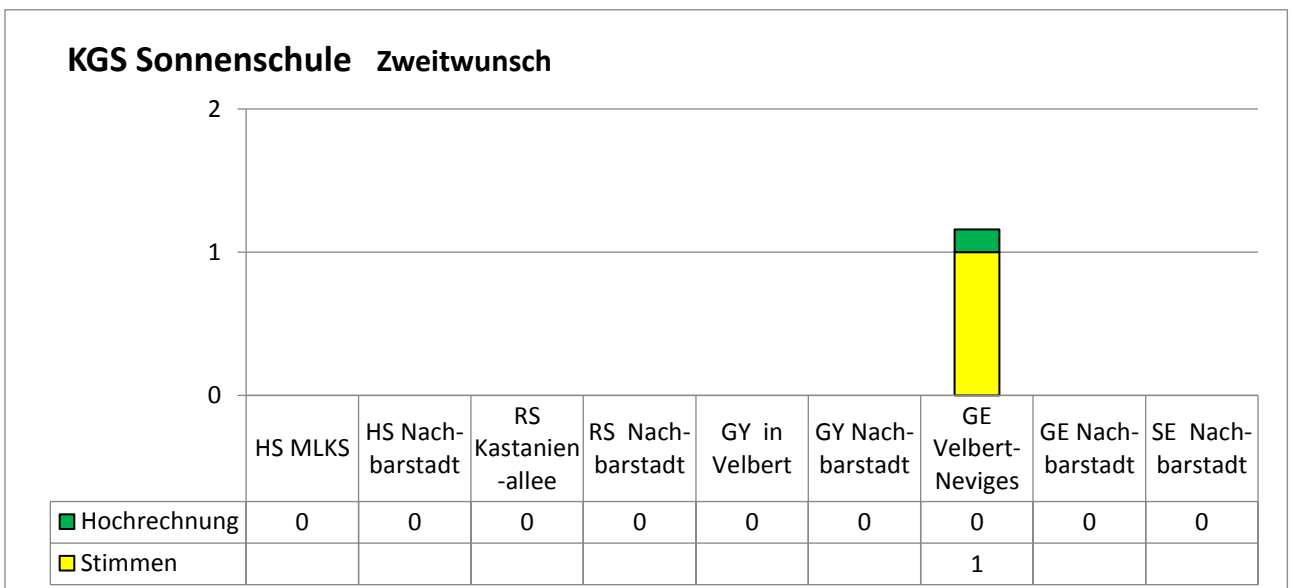 KGS Sonnenschule Zweitwunsch
2
1
0
HS MLKS
HS Nach-
barstadt
RS
Kastanien
-allee
RS Nach-
barstadt
GY in
Velbert
GY Nach-
barstadt
GE
Velbert-
Neviges
GE Nach-
barstadt
SE Nach-
barstadt
Hochrechnung 0 0 0 0 0 0 0 0 0
Stimmen 1